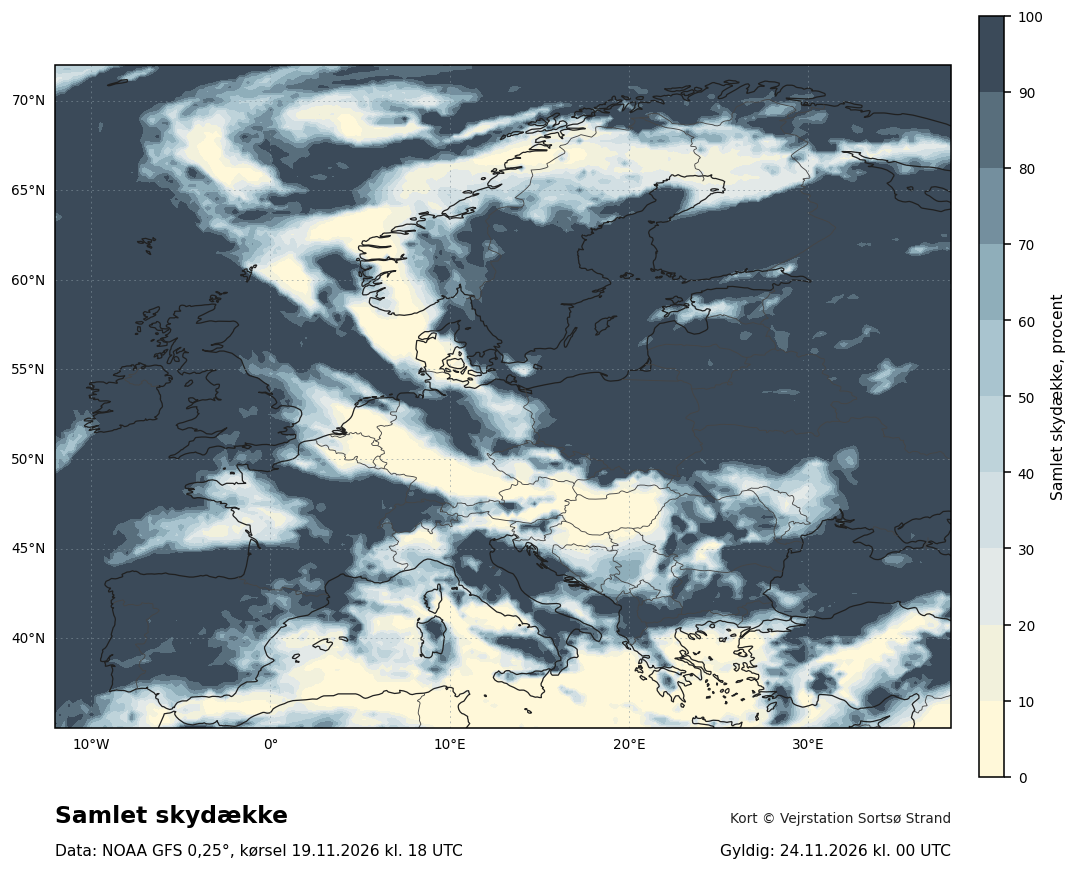 100
90
80
70
60
50
40
30
20
10
0
Samlet skydække, procent
70°N
65°N
60°N
55°N
50°N
45°N
40°N
10°W
0°
10°E
20°E
30°E
Samlet skydække
Kort © Vejrstation Sortsø Strand
Data: NOAA GFS 0,25°, kørsel 19.11.2026 kl. 18 UTC
Gyldig: 24.11.2026 kl. 00 UTC